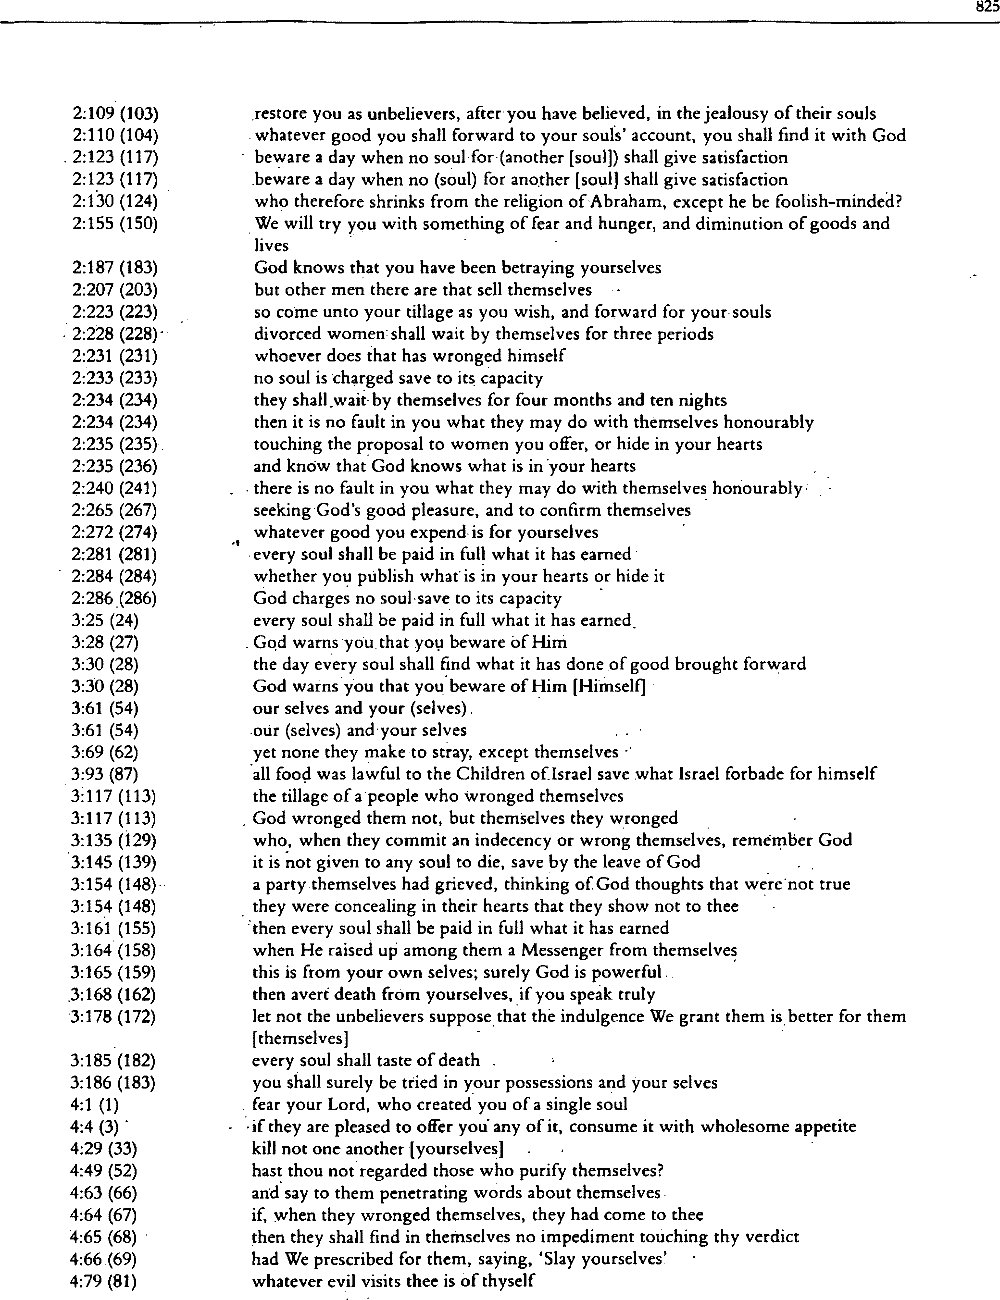 825
2:109 (103) restore you as unbelievers, after you have believed, in the jealousy of their souls
2:110 (104) whatever good you shall forward to your souls' account, you shall find it with God
2:123 (117) beware a day when no soul for (another [soul]) shall give satisfaction
2:123 (117) beware a day when no (soul) for another [soul] shall give satisfaction
2:130 (124) who therefore shrinks from the religion of Abraham, except he be foolish-minded?
2:155 (150) We will try you with something of fear and hunger, and diminution of goods and
lives
2:187 (183) God knows that you have been betraying yourselves
2:207 (203) but other men there are that sell themselves
2:223 (223) so come unto your tillage as you wish, and forward for your souls
2:228 (228) divorced women shall wait by themselves for three periods
2:231 (231) whoever does that has wronged himself
2:233 (233) no soul is charged save to its capacity
2:234 (234) they shall wait by themselves for four months and ten nights
2:234 (234) then it is no fault in you what they may do with themselves honourably
2:235 (235) touching the proposal to women you offer, or hide in your hearts
2:235 (236) and know that God knows what is in your hearts
2:240 (241) there is no fault in you what they may do with themselves honourably
2:265 (267) seeking God's good pleasure, and to confirm themselves
2:272 (274) whatever good you expend is for yourselves
2:281 (281) every soul shall be paid in full what it has earned
2:284 (284) whether you publish what is in your hearts or hide it
2:286 (286) God charges no soul save to its capacity
3:25 (24) every soul shall be paid in full what it has earned
3:28 (27) God warns you that you beware of Him
3:30 (28) the day every soul shall find what it has done of good brought forward
3:30 (28) God warns you that you beware of Him [Himself]
3:61 (54) our selves and your (selves)
3:61 (54) our (selves) and your selves
3:69 (62) yet none they make to stray, except themselves
3:93 (87) all food was lawful to the Children of Israel save what Israel forbade for himself
3:117 (113) the tillage of a people who wronged themselves
3:117 (113) God wronged them not, but themselves they wronged
3:135 (129) who, when they commit an indecency or wrong themselves, remember God
3:145 (139) it is not given to any soul to die, save by the leave of God
3:154 (148) a party themselves had grieved, thinking of God thoughts that were not true
3:154 (148) they were concealing in their hearts that they show not to thee
3:161 (155) then every soul shall be paid in full what it has earned
3:164 (158) when He raised up among them a Messenger from themselves
3:165 (159) this is from your own selves; surely God is powerful
3:168 (162) then avert death from yourselves, if you speak truly
3:178 (172) let not the unbelievers suppose that the indulgence We grant them is better for them
[themselves]
3:185 (182) every soul shall taste of death
3:186 (183) you shall surely be tried in your possessions and your selves
4:1 (1) fear your Lord, who created you of a single soul
4:4 (3) if they are pleased to offer you any of it, consume it with wholesome appetite
4:29 (33) kill not one another [yourselves]
4:49 (52) hast thou not regarded those who purify themselves?
4:63 (66) and say to them penetrating words about themselves
4:64 (67) if, when they wronged themselves, they had come to thee
4:65 (68) then they shall find in themselves no impediment touching thy verdict
4:66 (69) had We prescribed for them, saying, 'Slay yourselves'
4:79 (81) whatever evil visits thee is of thyself